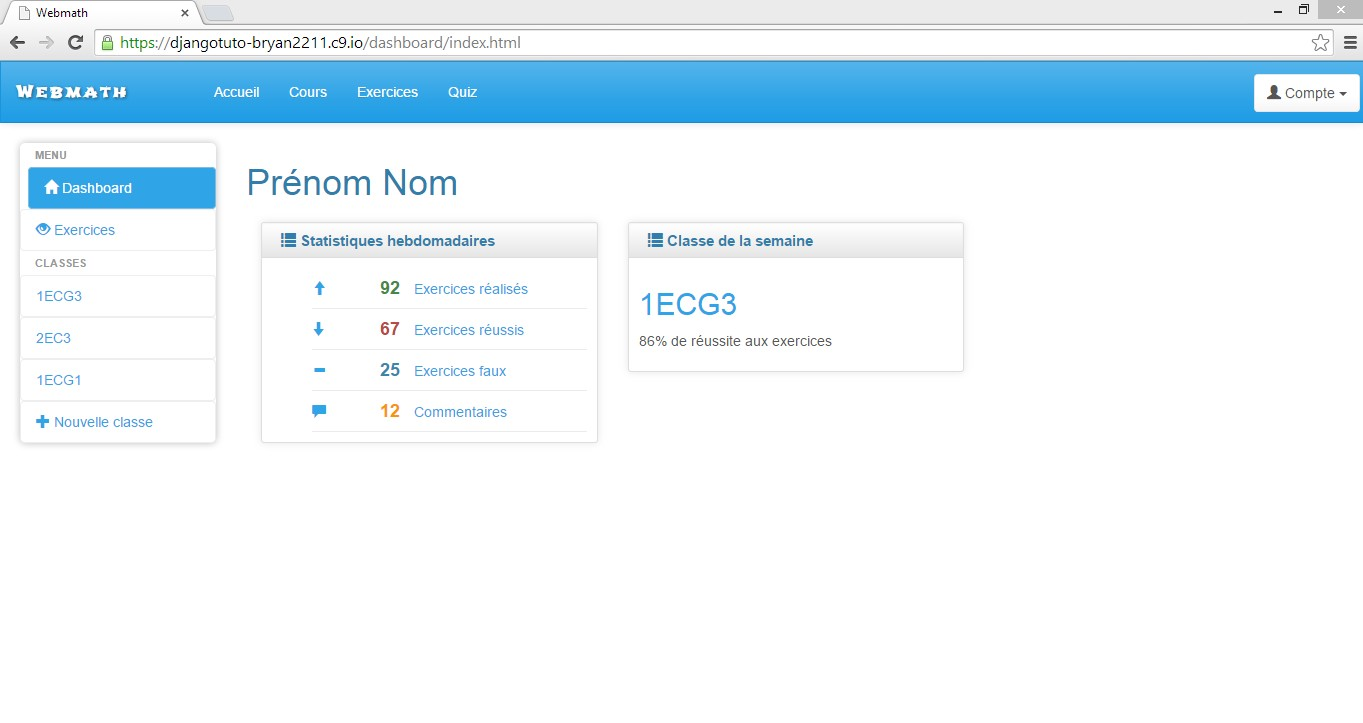 Webmath
https://djangotuto-bryan2211.c9.io/dashboard/index.html
WEBMATH Accueil Cours Exercices Quiz Compte
MENU
Dashboard
Exercices
CLASSES
1ECG3
2EC3
1ECG1
Nouvelle classe
Prénom Nom
Statistiques hebdomadaires
92 Exercices réalisés
67 Exercices réussis
25 Exercices faux
12 Commentaires
Classe de la semaine
1ECG3
86% de réussite aux exercices